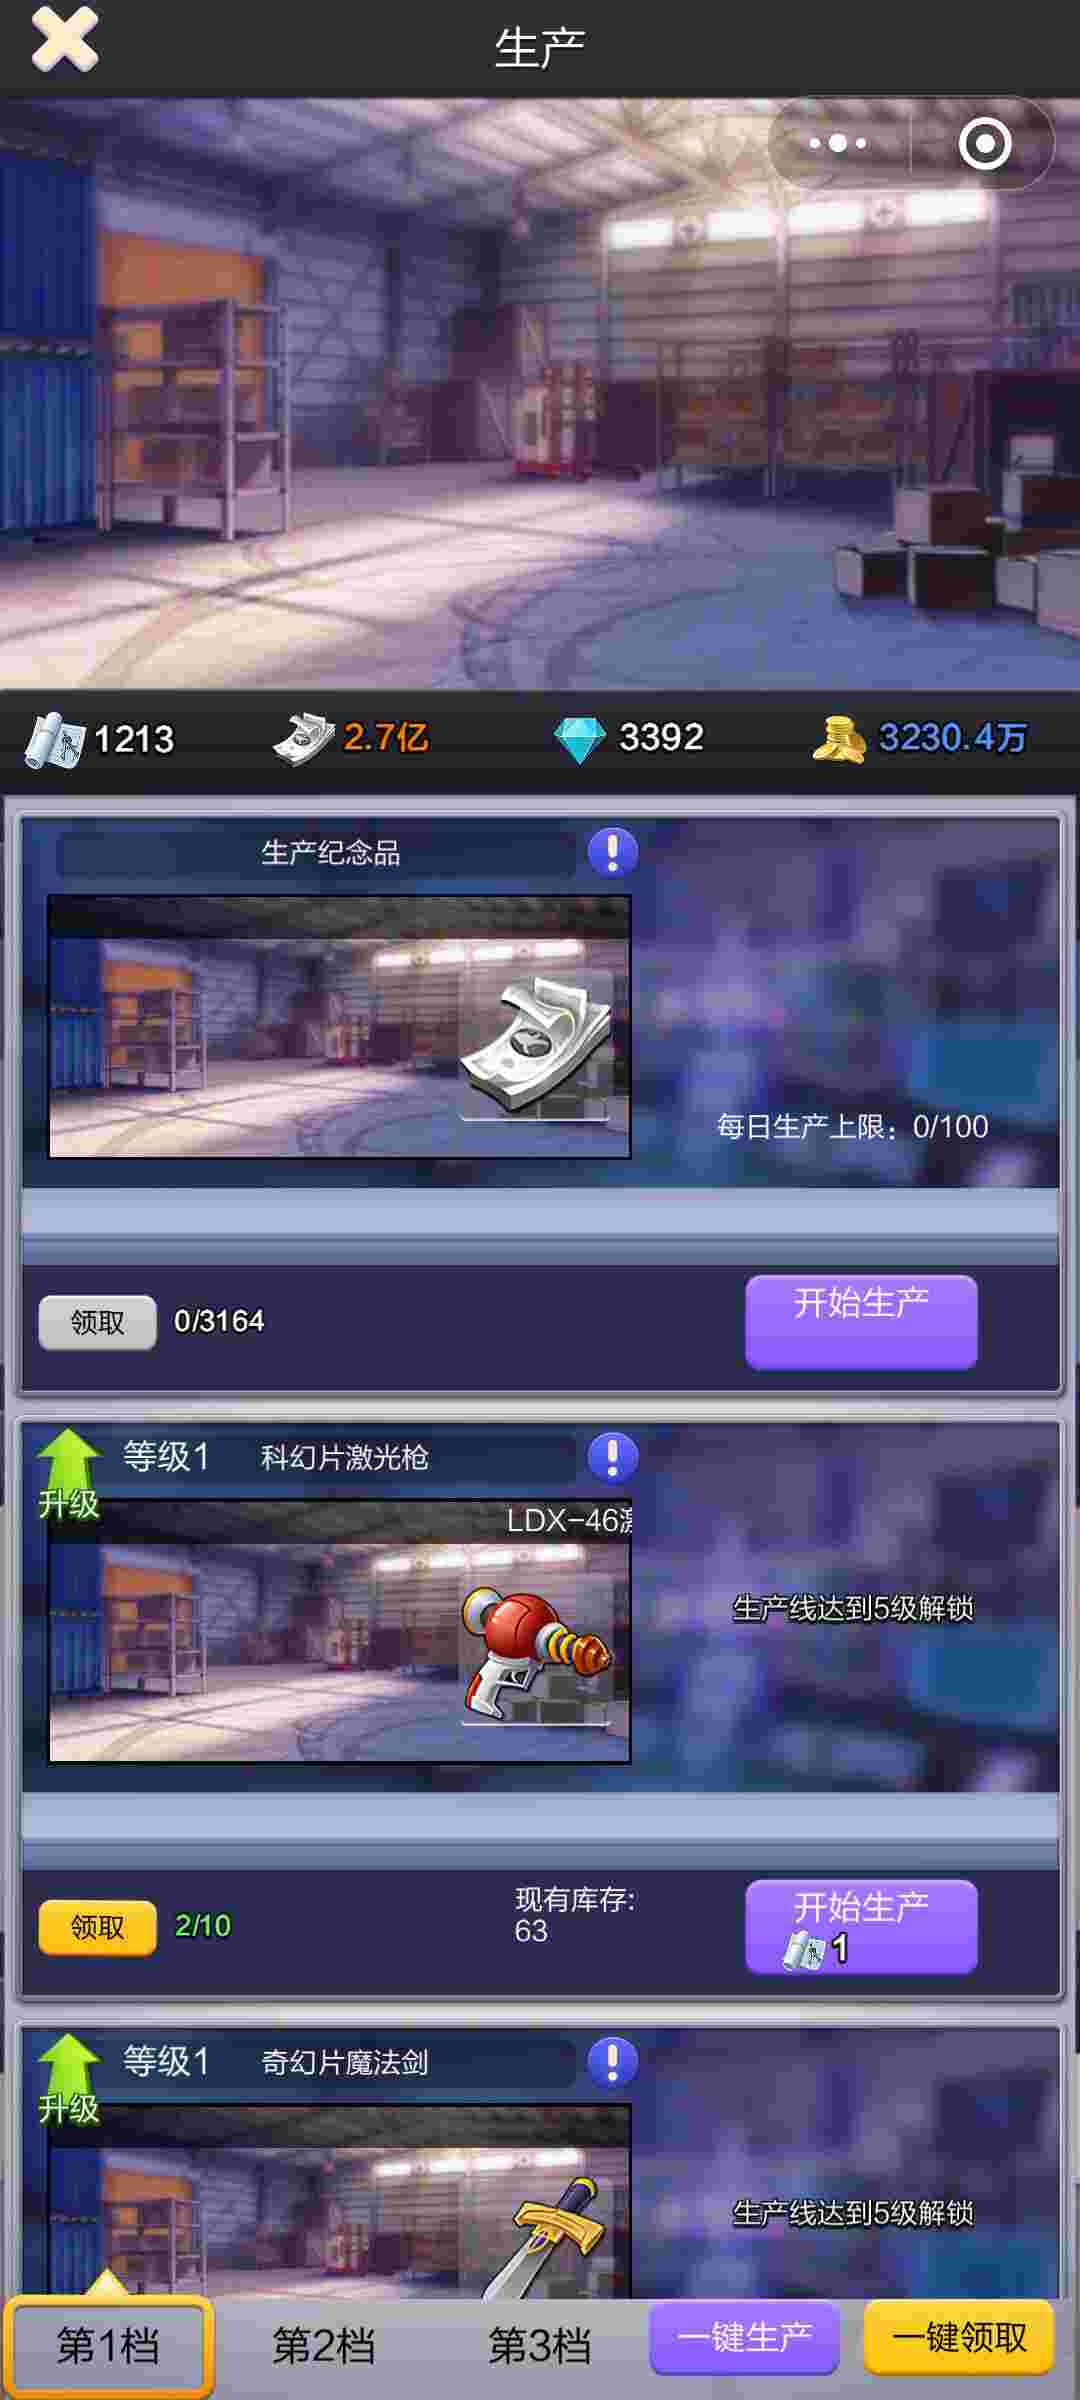 生产
1213
2.7亿
3392
3230.4万
生产纪念品
每日生产上限：0/100
领取
0/3164
开始生产
等级1
科幻片激光枪
升级
LDX-46激
生产线达到5级解锁
领取
2/10
现有库存:
63
开始生产
1
等级1
奇幻片魔法剑
升级
生产线达到5级解锁
第1档
第2档
第3档
一键生产
一键领取